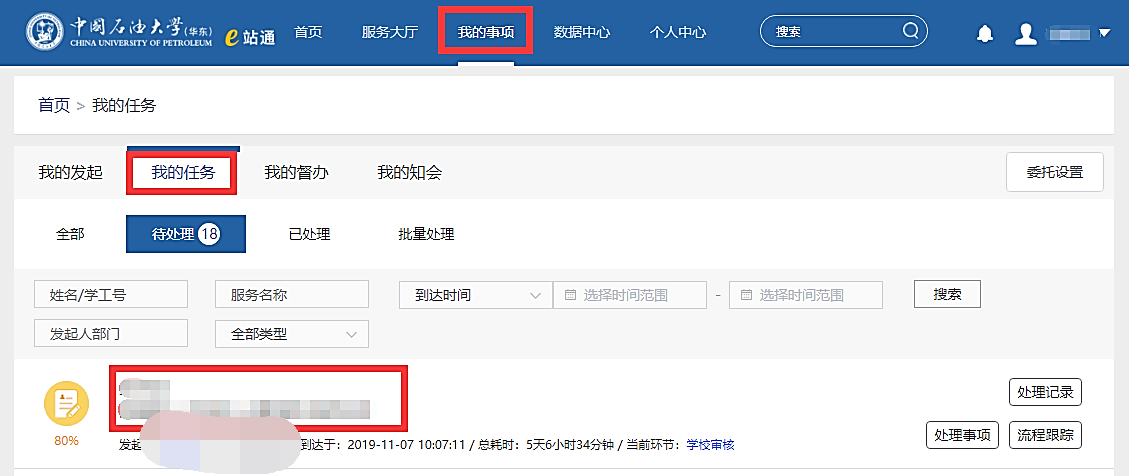 中国石油大学(华东) e站通 首页 服务大厅 我的事项 数据中心 个人中心 搜索
CHINA UNIVERSITY OF PETROLEUM
首页 > 我的任务
我的发起 我的任务 我的督办 我的知会 委托设置
全部 待处理 18 已处理 批量处理
姓名/学工号 服务名称 到达时间 选择时间范围 - 选择时间范围 搜索
发起人部门 全部类型
处理记录
80% 发起 到达于：2019-11-07 10:07:11 / 总耗时：5天6小时34分钟 / 当前环节：学校审核 处理事项 流程跟踪